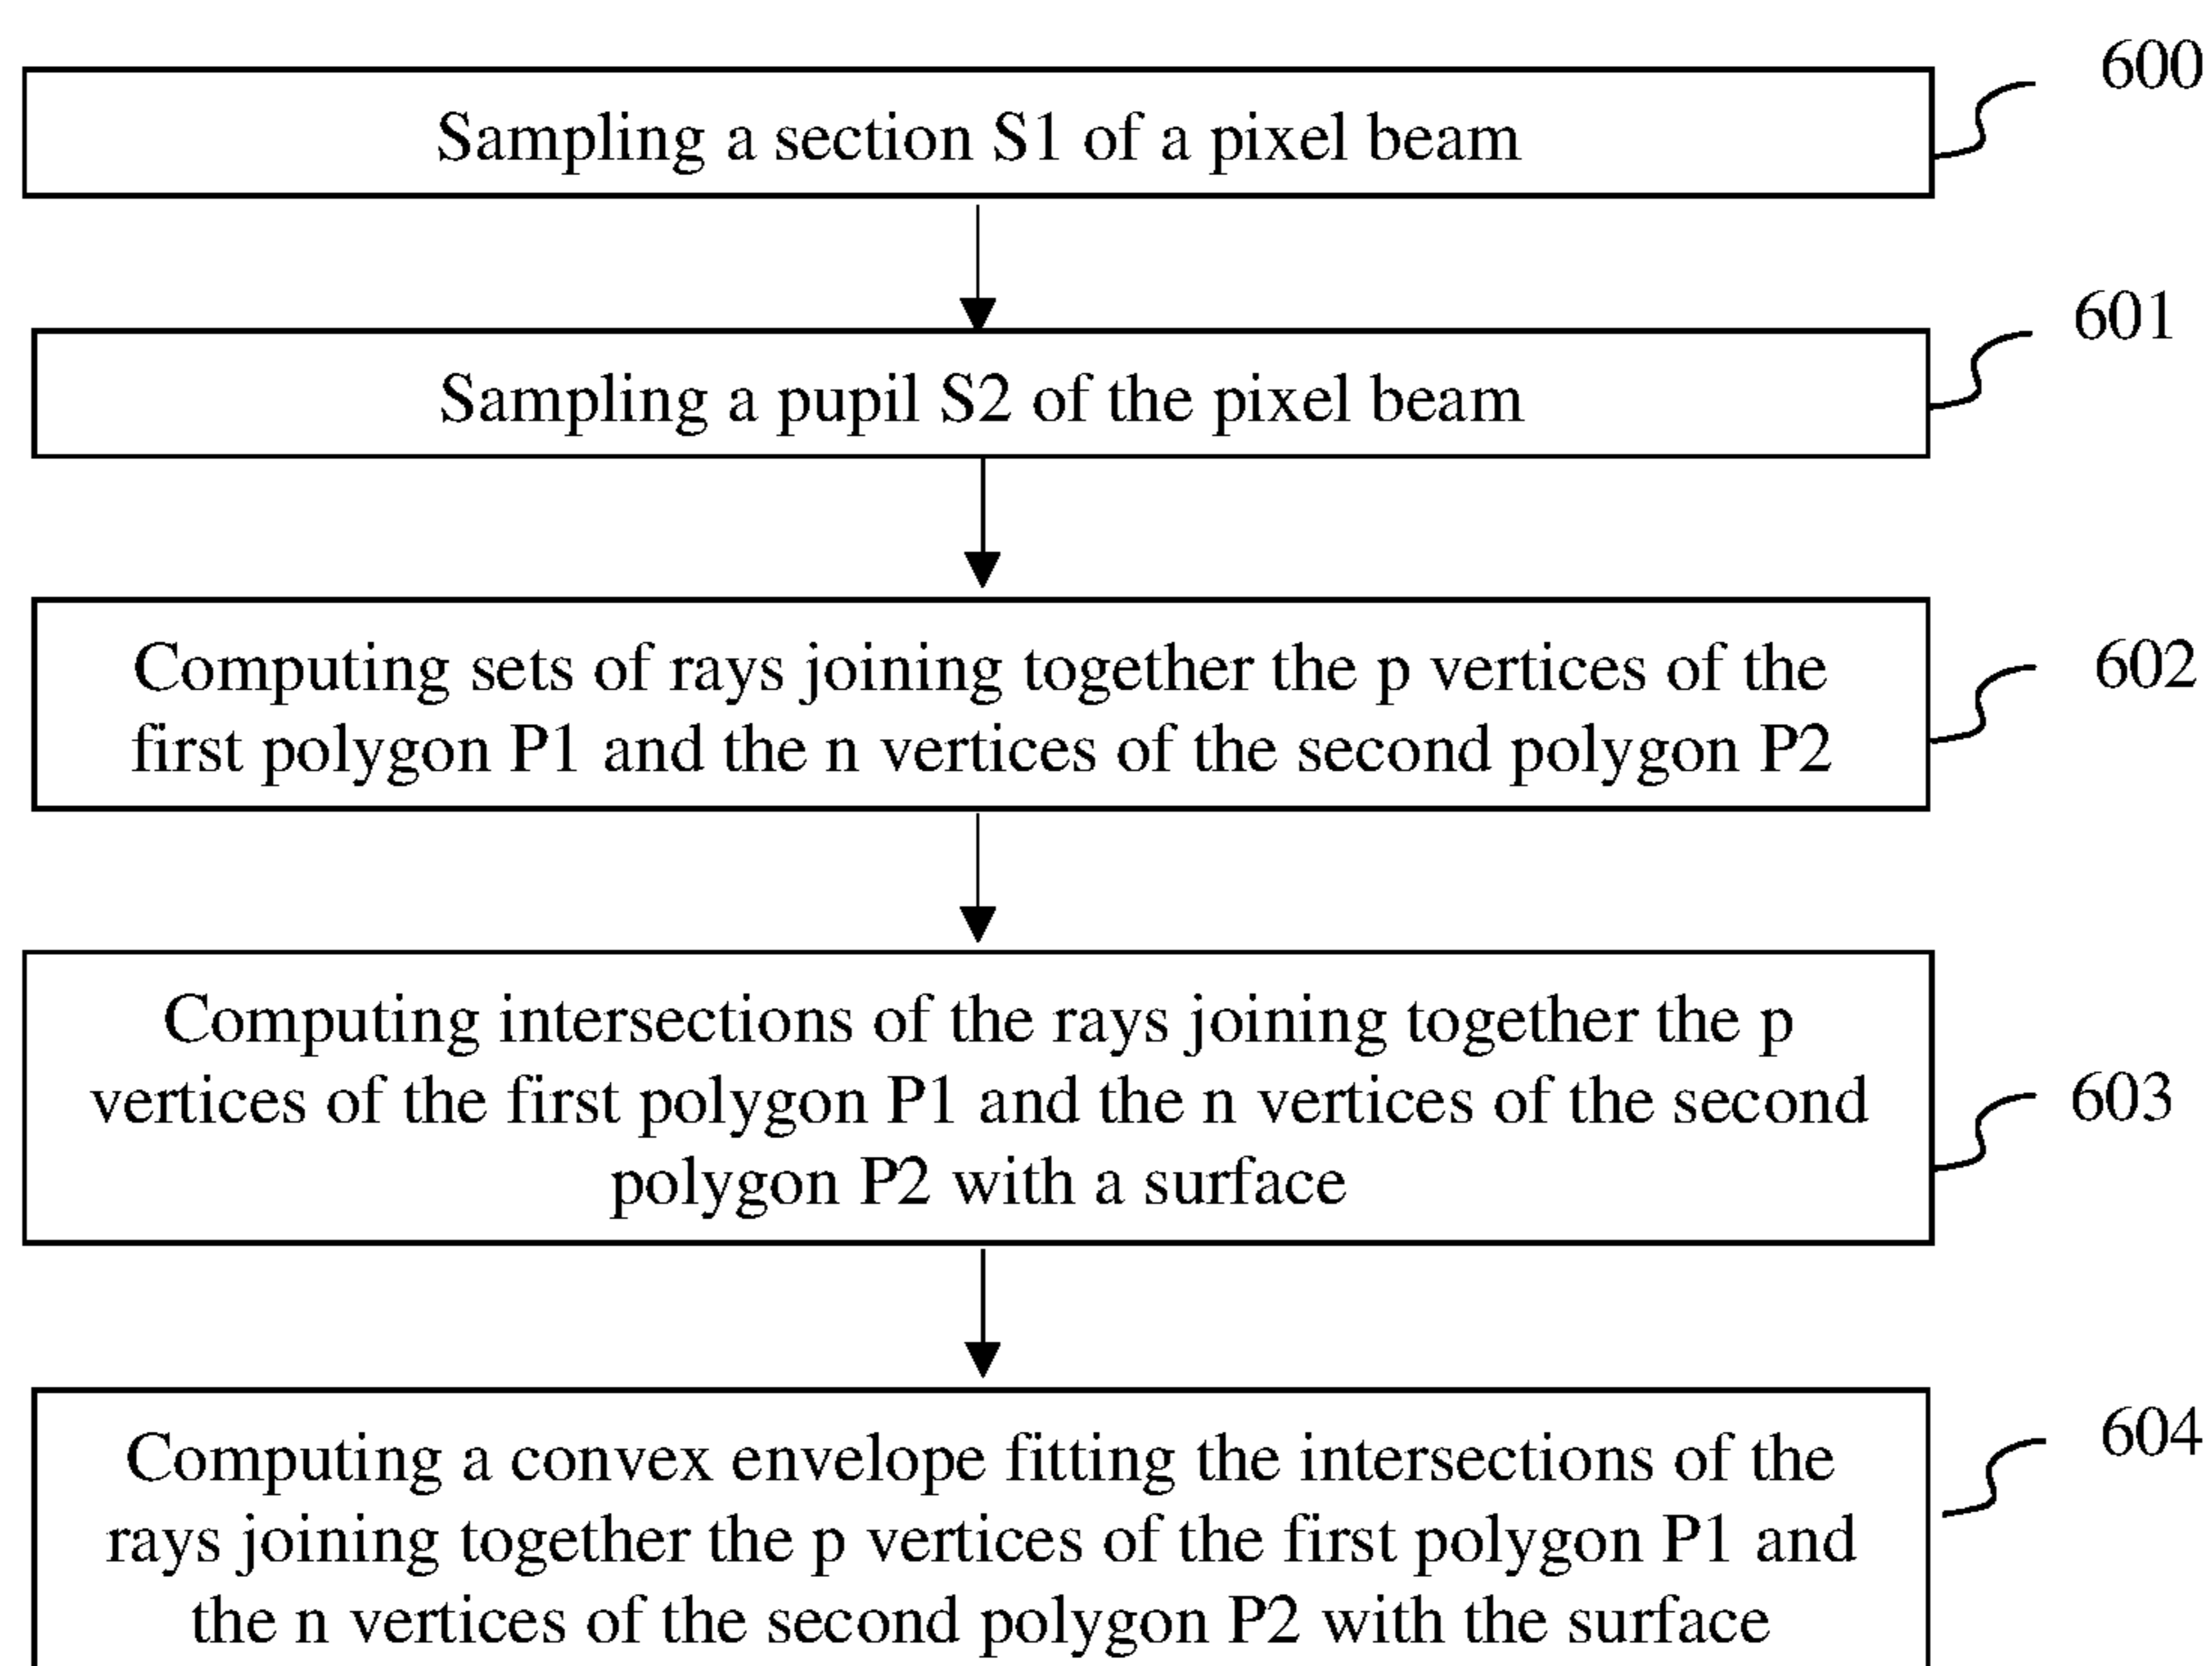 600
Sampling a section S1 of a pixel beam
601
Sampling a pupil S2 of the pixel beam
Computing sets of rays joining together the p vertices of the
602
first polygon P1 and the n vertices of the second polygon P2
Computing intersections of the rays joining together the p
vertices of the first polygon P1 and the n vertices of the second
603
polygon P2 with a surface
604
Computing a convex envelope fitting the intersections of the
rays joining together the p vertices of the first polygon P1 and
the n vertices of the second polygon P2 with the surface